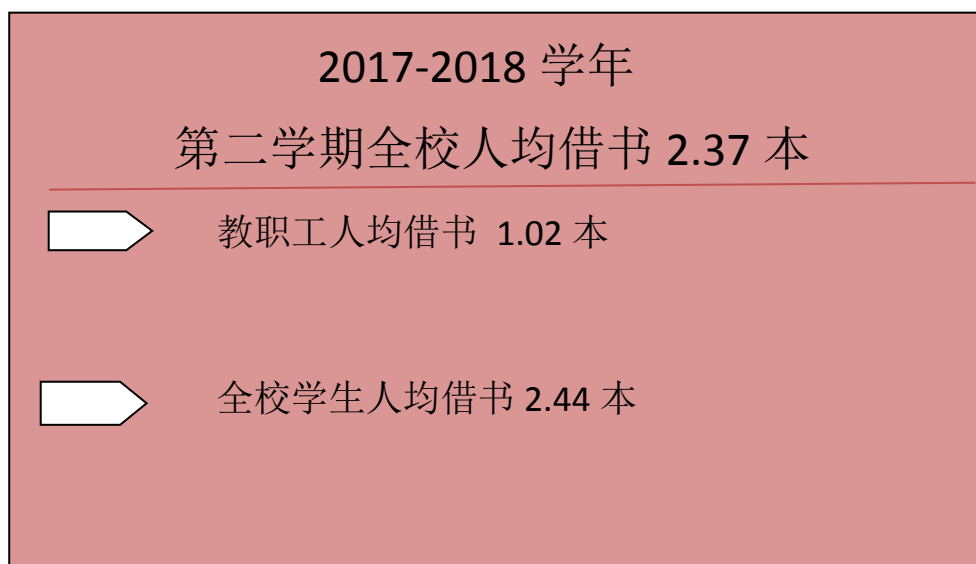 2017-2018 学年
第二学期全校人均借书 2.37 本
教职工人均借书 1.02 本
全校学生人均借书 2.44 本